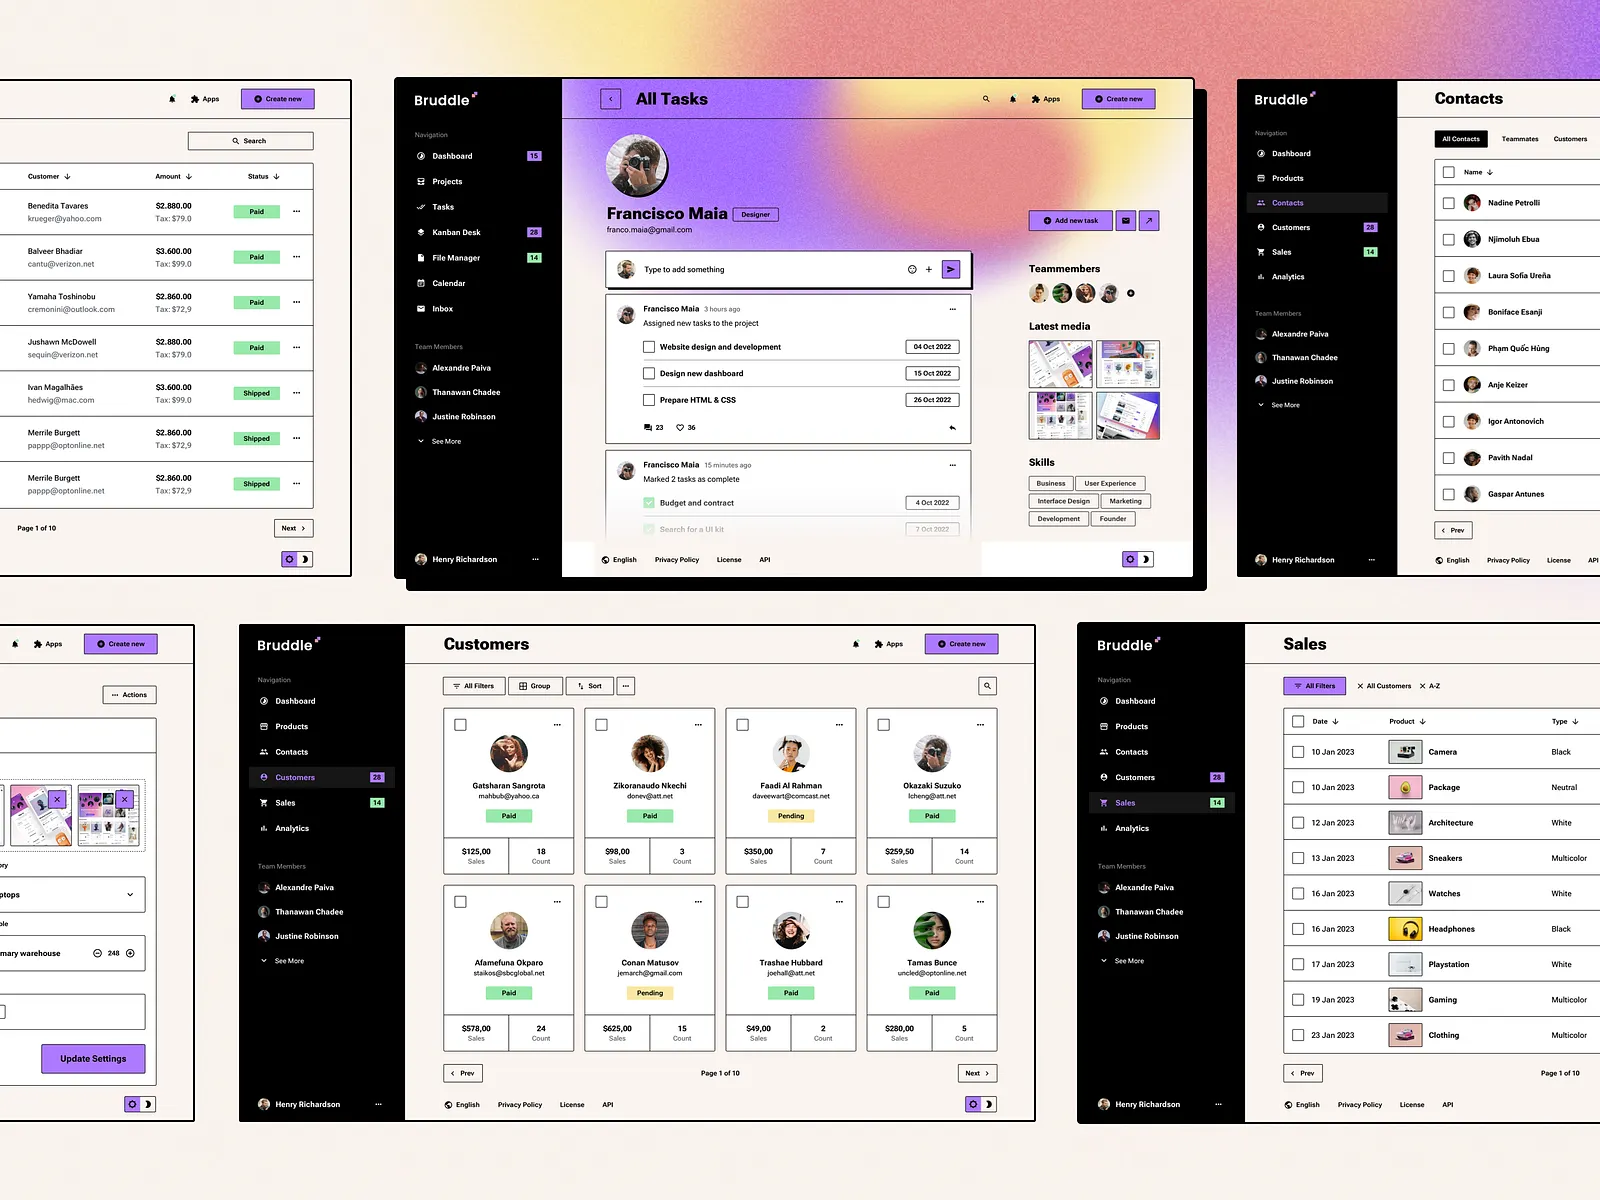 Apps
Create new
Search
Customer
Amount
Status
Benedita Tavares
krueger@yahoo.com
$2.880.00
Tax: $79.0
Paid
Balveer Bhadiar
cantu@verizon.net
$3.600.00
Tax: $99.0
Paid
Yamaha Toshinobu
cremonini@outlook.com
$2.860.00
Tax: $72,9
Paid
Jushawn McDowell
sequin@verizon.net
$2.880.00
Tax: $79.0
Paid
Ivan Magalhães
hedwig@mac.com
$3.600.00
Tax: $99.0
Shipped
Merrile Burgett
pappp@optonline.net
$2.860.00
Tax: $72,9
Shipped
Merrile Burgett
pappp@optonline.net
$2.860.00
Tax: $72,9
Shipped
Page 1 of 10
Next
Bruddle
Navigation
Dashboard 15
Projects
Tasks
Kanban Desk 28
File Manager 14
Calendar
Inbox
Team Members
Alexandre Paiva
Thanawan Chadee
Justine Robinson
See More
Henry Richardson
All Tasks
Apps
Create new
Francisco Maia
Designer
franco.maia@gmail.com
Add new task
Type to add something
Francisco Maia 3 hours ago
Assigned new tasks to the project
Website design and development 04 Oct 2022
Design new dashboard 15 Oct 2022
Prepare HTML & CSS 26 Oct 2022
23 36
Francisco Maia 15 minutes ago
Marked 2 tasks as complete
Budget and contract 4 Oct 2022
Search for a UI kit 7 Oct 2022
Teammembers
Latest media
Skills
Business User Experience
Interface Design Marketing
Development Founder
English Privacy Policy License API
Bruddle
Navigation
Dashboard
Products
Contacts
Customers 28
Sales 14
Analytics
Team Members
Alexandre Paiva
Thanawan Chadee
Justine Robinson
See More
Henry Richardson
Contacts
All Contacts Teammates Customers
Name
Nadine Petrolli
Njimoluh Ebua
Laura Sofia Ureña
Boniface Esanji
Phạm Quốc Hủng
Anje Keizer
Igor Antonovich
Pavith Nadal
Gaspar Antunes
Prev
English Privacy Policy License API
Apps
Create new
Actions
ory
ptops
ble
mary warehouse 248
Update Settings
Bruddle
Navigation
Dashboard
Products
Contacts
Customers 28
Sales 14
Analytics
Team Members
Alexandre Paiva
Thanawan Chadee
Justine Robinson
See More
Henry Richardson
Customers
Apps
Create new
All Filters Group Sort
Gatsharan Sangrota
mahbub@yahoo.ca
Paid
$125,00 18
Sales Count
Zikoranaudo Nkechi
donev@att.net
Paid
$98,00 3
Sales Count
Faadi Al Rahman
daveewart@comcast.net
Pending
$350,00 7
Sales Count
Okazaki Suzuko
lcheng@att.net
Paid
$259,50 14
Sales Count
Afamefuna Okparo
staikos@sbcglobal.net
Paid
$578,00 24
Sales Count
Conan Matusov
jemarch@gmail.com
Pending
$625,00 15
Sales Count
Trashae Hubbard
joehall@att.net
Paid
$49,00 2
Sales Count
Tamas Bunce
uncled@optonline.net
Paid
$280,00 5
Sales Count
Prev
Page 1 of 10
Next
English Privacy Policy License API
Bruddle
Navigation
Dashboard
Products
Contacts
Customers 28
Sales 14
Analytics
Team Members
Alexandre Paiva
Thanawan Chadee
Justine Robinson
See More
Henry Richardson
Sales
All Filters All Customers A-Z
Date Product Type
10 Jan 2023 Camera Black
10 Jan 2023 Package Neutral
12 Jan 2023 Architecture White
13 Jan 2023 Sneakers Multicolor
16 Jan 2023 Watches White
16 Jan 2023 Headphones Black
17 Jan 2023 Playstation White
19 Jan 2023 Gaming Multicolor
23 Jan 2023 Clothing Multicolor
Prev
Page 1 of 10
English Privacy Policy License API